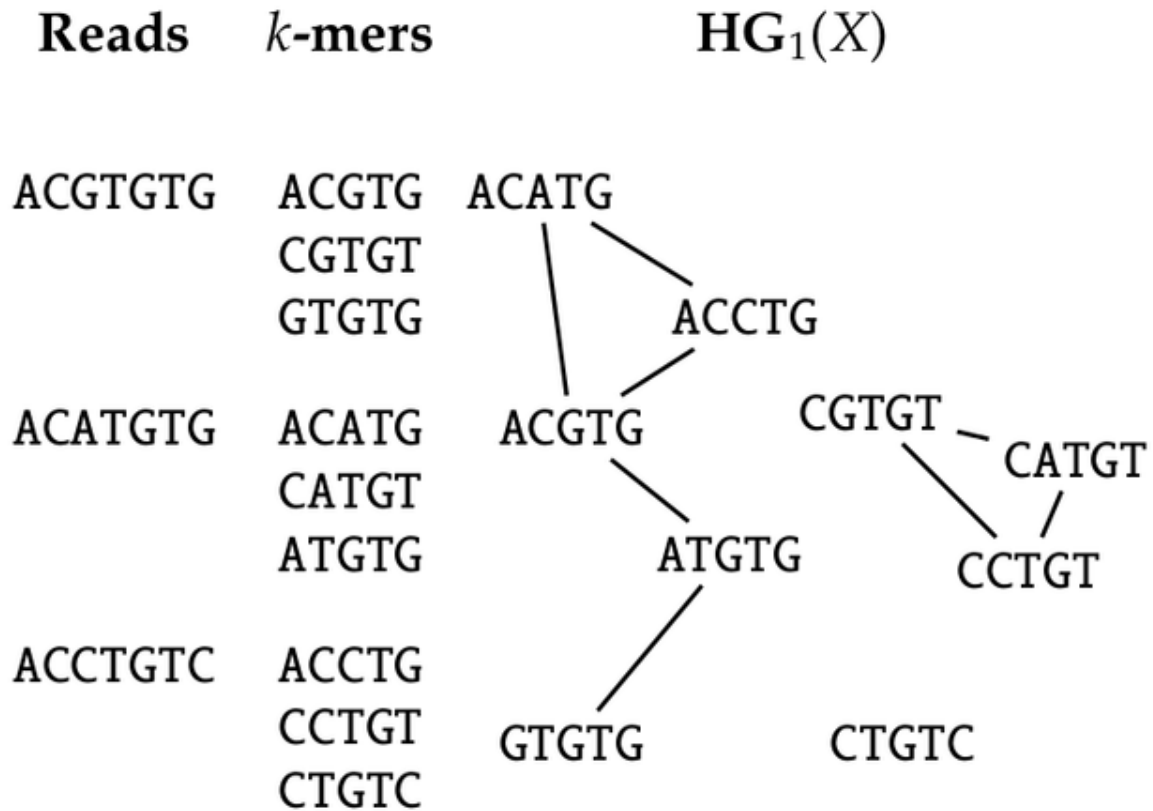 Reads k-mers HG₁(X)
ACGTGTG ACGTG ACATG
CGTGT
GTGTG ACCTG
ACATGTG ACATG ACGTG CGTGT
CATGT CATGT
ATGTG ATGTG CCTGT
ACCTGTC ACCTG
CCTGT GTGTG CTGTC
CTGTC